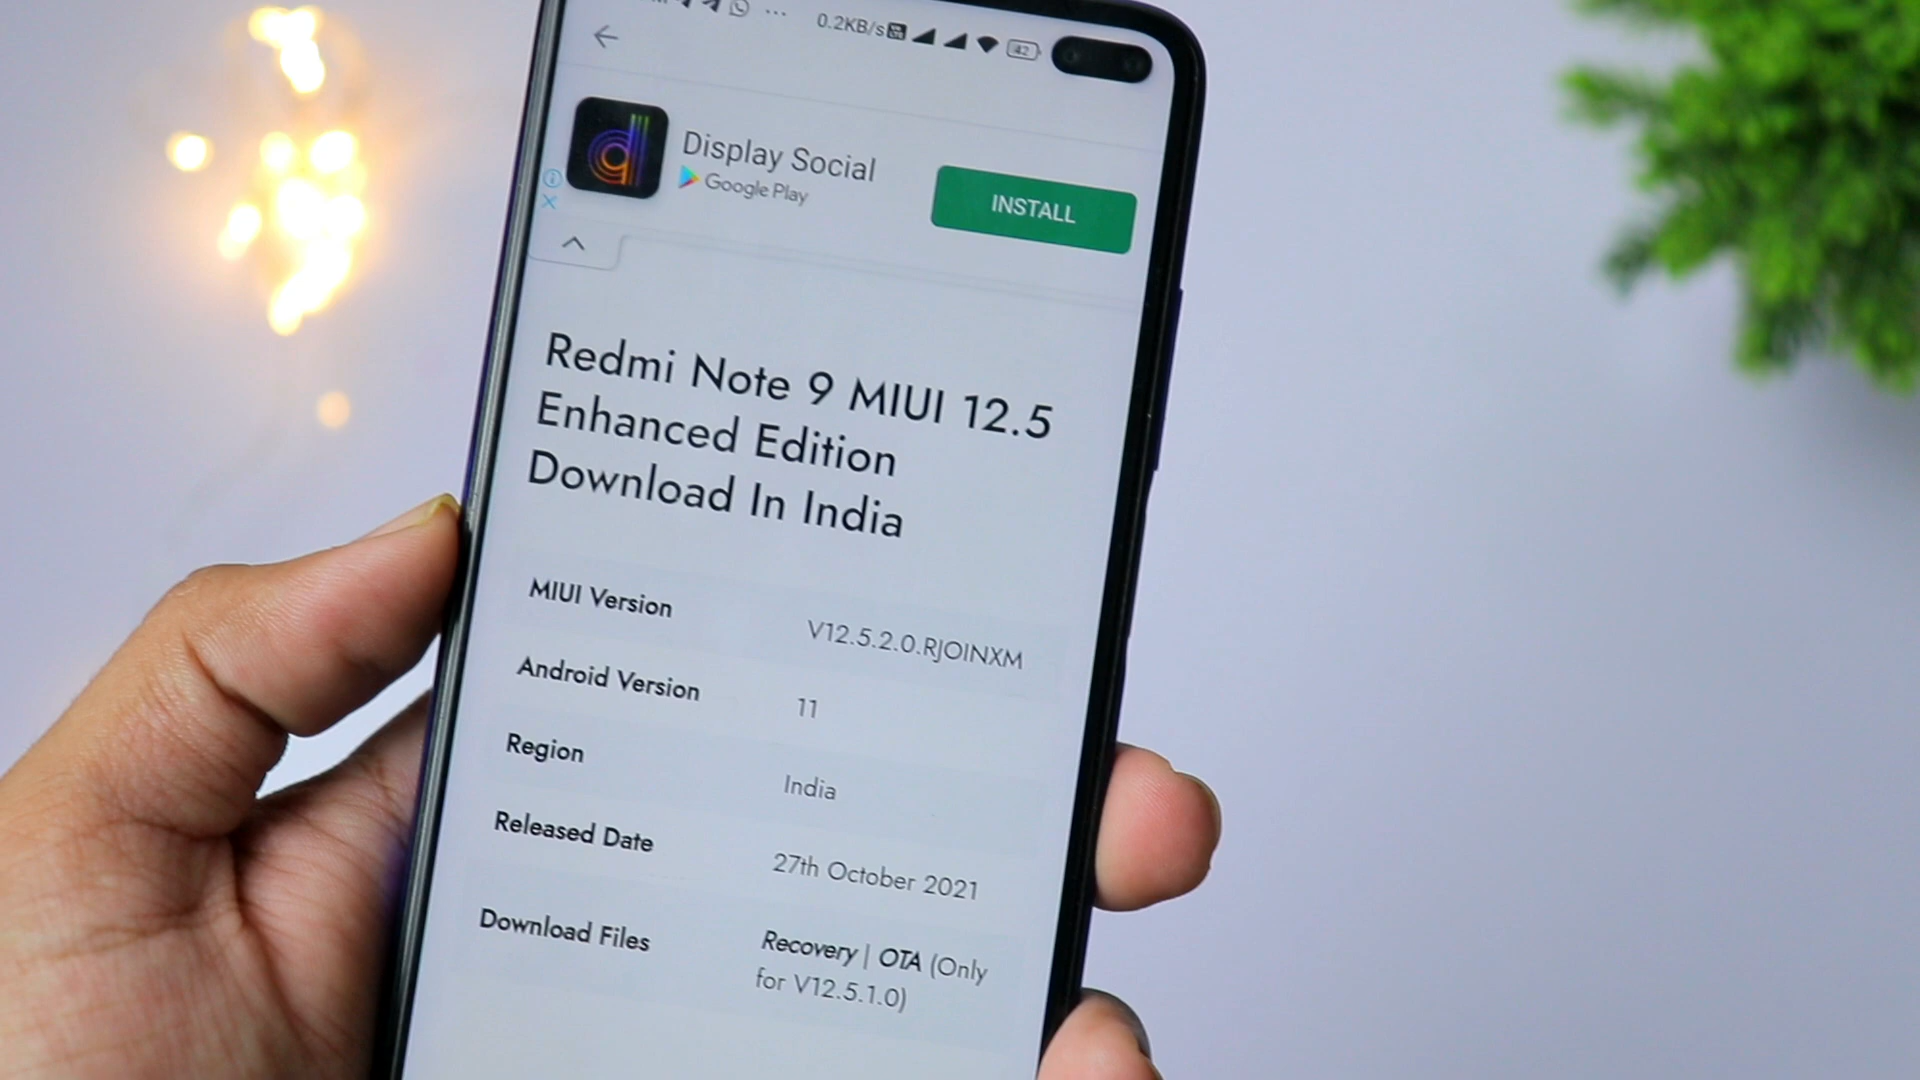 0.2KB/s 42
Display Social
Google Play
INSTALL
Redmi Note 9 MIUI 12.5
Enhanced Edition
Download In India
MIUI Version V12.5.2.0.RJOINXM
Android Version 11
Region India
Released Date 27th October 2021
Download Files Recovery | OTA (Only
for V12.5.1.0)